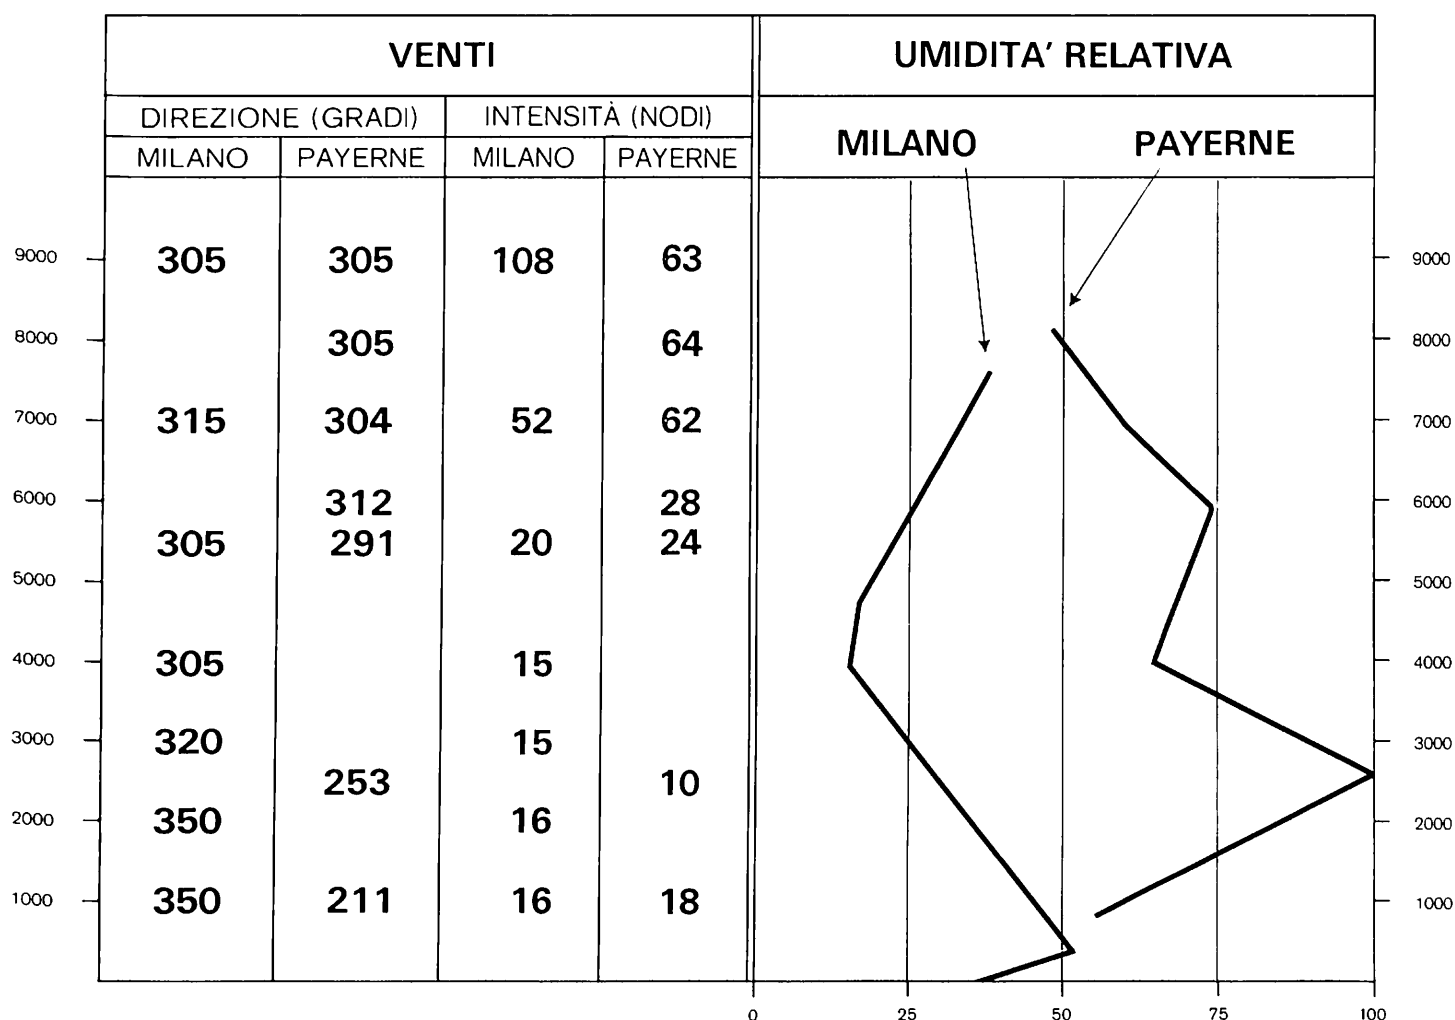 VENTI UMIDITA' RELATIVA
DIREZIONE (GRADI) INTENSITÀ (NODI)
MILANO PAYERNE MILANO PAYERNE MILANO PAYERNE
9000 305 305 108 63 9000
8000 305 64 8000
7000 315 304 52 62 7000
6000 312 28 6000
305 291 20 24
5000 5000
4000 305 15 4000
3000 320 15 3000
253 10
2000 350 16 2000
1000 350 211 16 18 1000
0 25 50 75 100